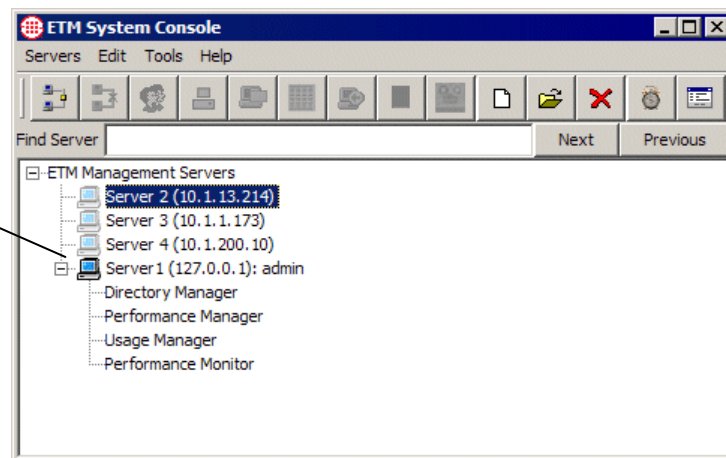 ETM System Console
Servers Edit Tools Help
Find Server Next Previous
ETM Management Servers
Server 2 (10.1.13.214)
Server 3 (10.1.1.173)
Server 4 (10.1.200.10)
Server1 (127.0.0.1): admin
Directory Manager
Performance Manager
Usage Manager
Performance Monitor